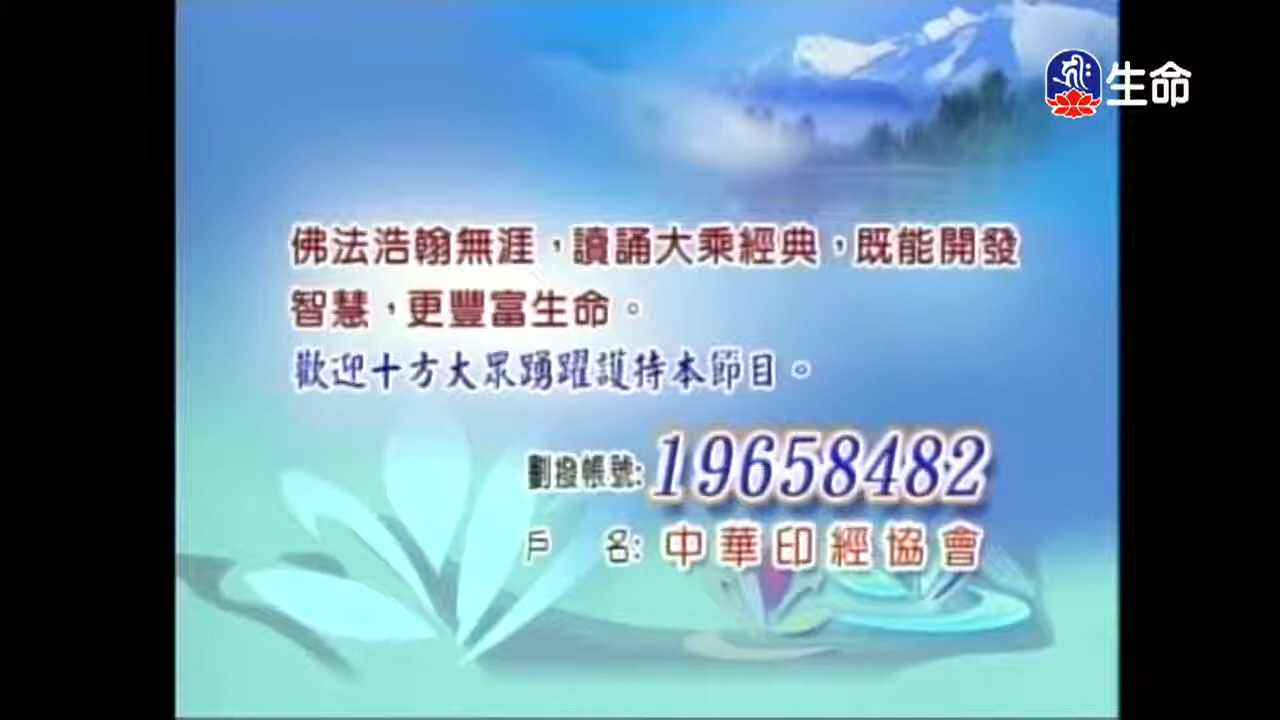 生命
佛法浩翰無涯，讀誦大乘經典，既能開發
智慧，更豐富生命。
歡迎十方大眾踴躍護持本節目。
劃撥帳號:19658482
戶 名:中華印經協會